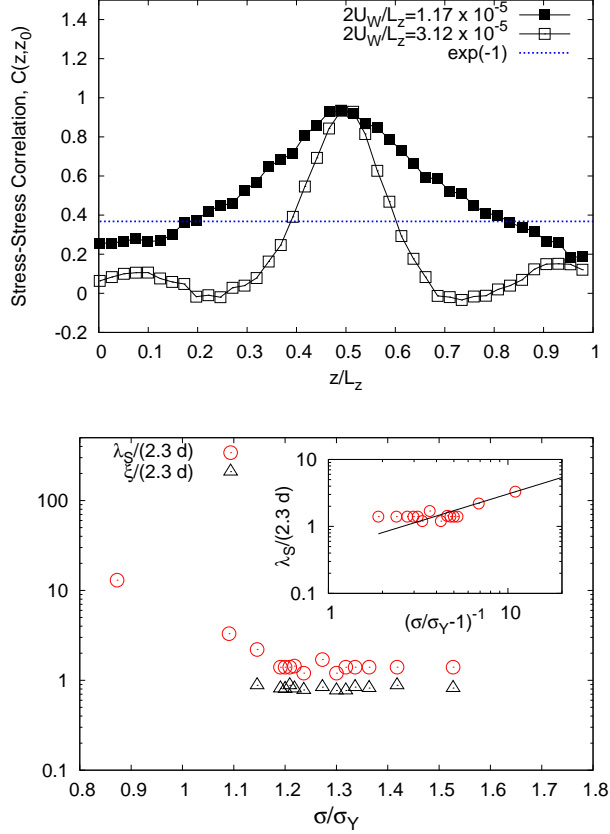 1.4
1.2
1
0.8
0.6
0.4
0.2
0
-0.2
Stress-Stress Correlation, C(z,z₀)
2U_W/L_z=1.17 x 10⁻⁵
2U_W/L_z=3.12 x 10⁻⁵
exp(-1)
0 0.1 0.2 0.3 0.4 0.5 0.6 0.7 0.8 0.9 1
z/L_z
λ_S/(2.3 d)
ξ/(2.3 d)
100
10
1
0.1
10
1
0.1
λ_S/(2.3 d)
1 10
(σ/σ_Y-1)⁻¹
0.8 0.9 1 1.1 1.2 1.3 1.4 1.5 1.6 1.7 1.8
σ/σ_Y